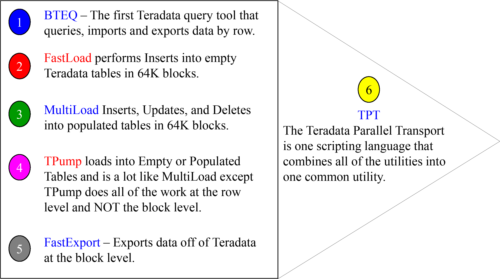 1
BTEQ – The first Teradata query tool that
queries, imports and exports data by row.
2
FastLoad performs Inserts into empty
Teradata tables in 64K blocks.
3
MultiLoad Inserts, Updates, and Deletes
into populated tables in 64K blocks.
4
TPump loads into Empty or Populated
Tables and is a lot like MultiLoad except
TPump does all of the work at the row
level and NOT the block level.
5
FastExport – Exports data off of Teradata
at the block level.
6
TPT
The Teradata Parallel Transport
is one scripting language that
combines all of the utilities into
one common utility.